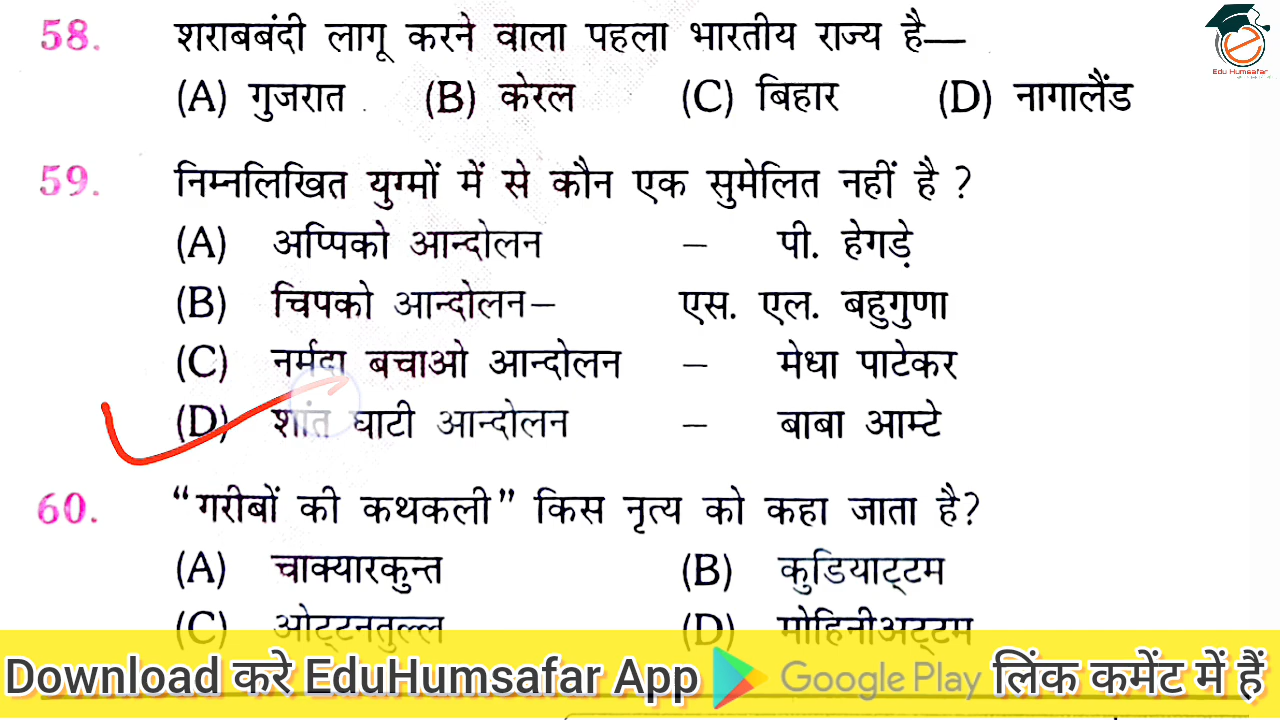 58. शराबबंदी लागू करने वाला पहला भारतीय राज्य है—
Edu Humsafar
(A) गुजरात (B) केरल (C) बिहार (D) नागालैंड
59. निम्नलिखित युग्मों में से कौन एक सुमेलित नहीं है ?
(A) अप्पिको आन्दोलन – पी. हेगड़े
(B) चिपको आन्दोलन– एस. एल. बहुगुणा
(C) नर्मदा बचाओ आन्दोलन – मेधा पाटेकर
(D) शांत घाटी आन्दोलन – बाबा आम्टे
60. “गरीबों की कथकली” किस नृत्य को कहा जाता है?
(A) चाक्यारकुन्त (B) कुडियाट्टम
(C) ओट्टनतुल्ल (D) मोहिनीअट्टम
Download करे EduHumsafar App Google Play लिंक कमेंट में हैं